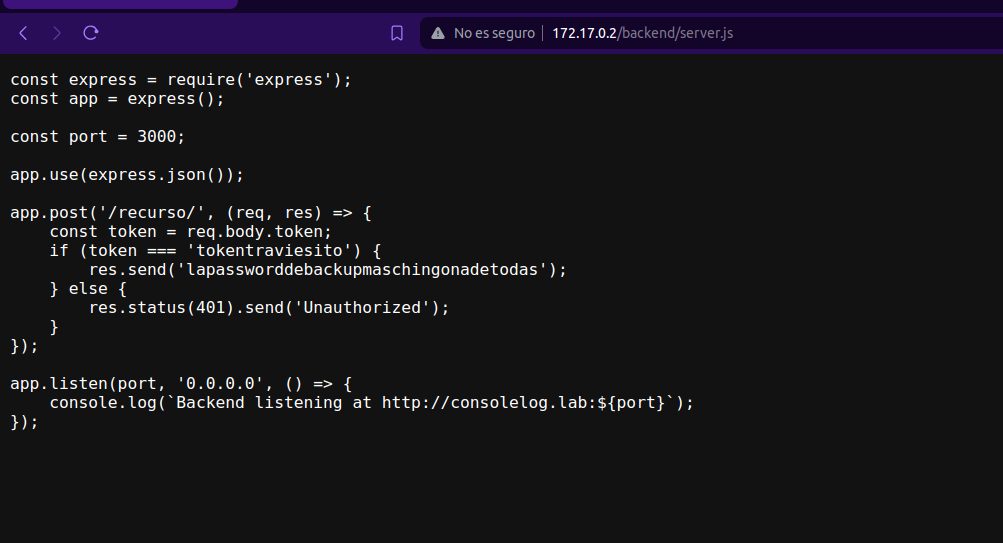 No es seguro 172.17.0.2/backend/server.js
const express = require('express');
const app = express();
const port = 3000;
app.use(express.json());
app.post('/recurso/', (req, res) => {
    const token = req.body.token;
    if (token === 'tokentraviesito') {
        res.send('lapassworddebackupmaschingonadetodas');
    } else {
        res.status(401).send('Unauthorized');
    }
});
app.listen(port, '0.0.0.0', () => {
    console.log(`Backend listening at http://consolelog.lab:${port}`);
});